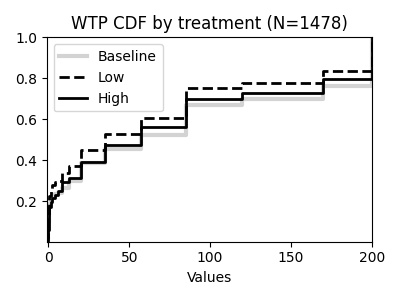 WTP CDF by treatment (N=1478)
1.0
0.8
0.6
0.4
0.2
Baseline
Low
High
0 50 100 150 200
Values